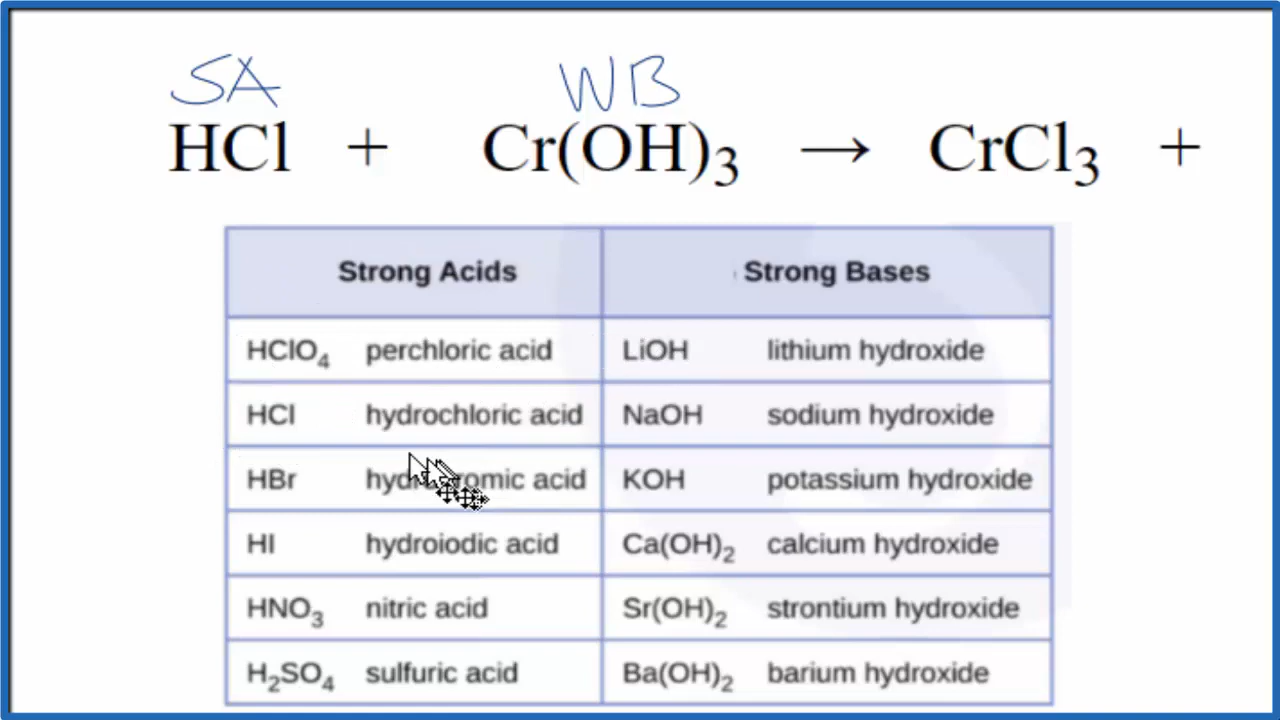 SA WB
HCl + Cr(OH)₃ → CrCl₃ +
Strong Acids Strong Bases
HClO₄ perchloric acid LiOH lithium hydroxide
HCl hydrochloric acid NaOH sodium hydroxide
HBr hydrobromic acid KOH potassium hydroxide
HI hydroiodic acid Ca(OH)₂ calcium hydroxide
HNO₃ nitric acid Sr(OH)₂ strontium hydroxide
H₂SO₄ sulfuric acid Ba(OH)₂ barium hydroxide